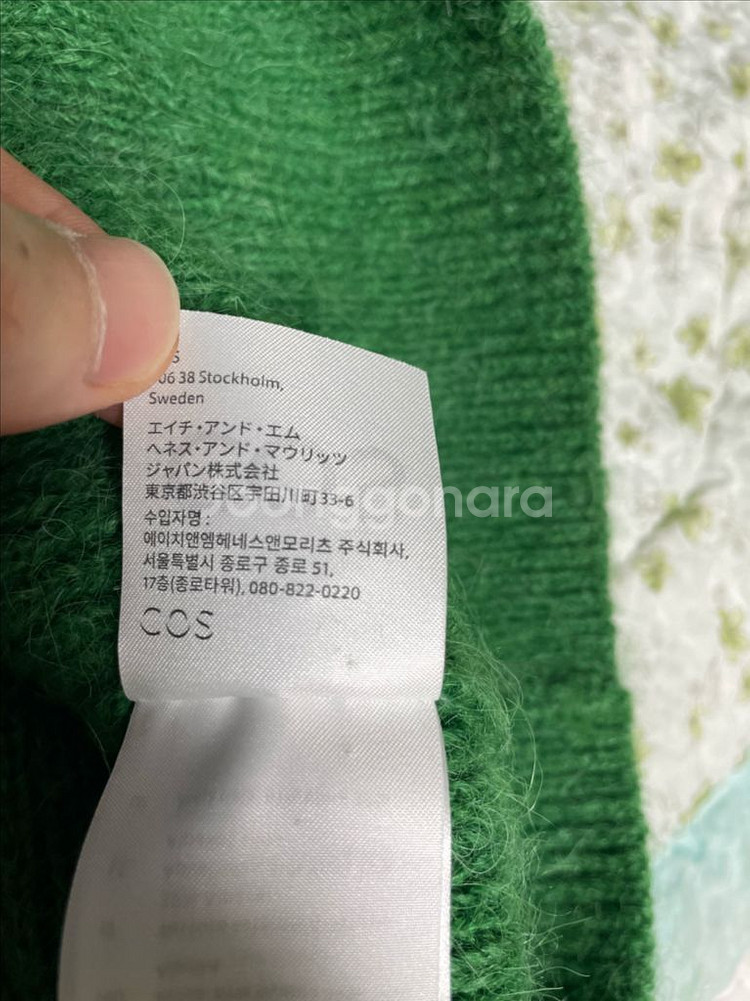 06 38 Stockholm,
Sweden
エイチ・アンド・エム
ヘネス・アンド・マウリッツ
ジャパン株式会社
東京都渋谷区宇田川町33-6
수입자명 :
에이치앤엠헤네스앤모리츠 주식회사,
서울특별시 종로구 종로 51,
17층(종로타워), 080-822-0220
COS